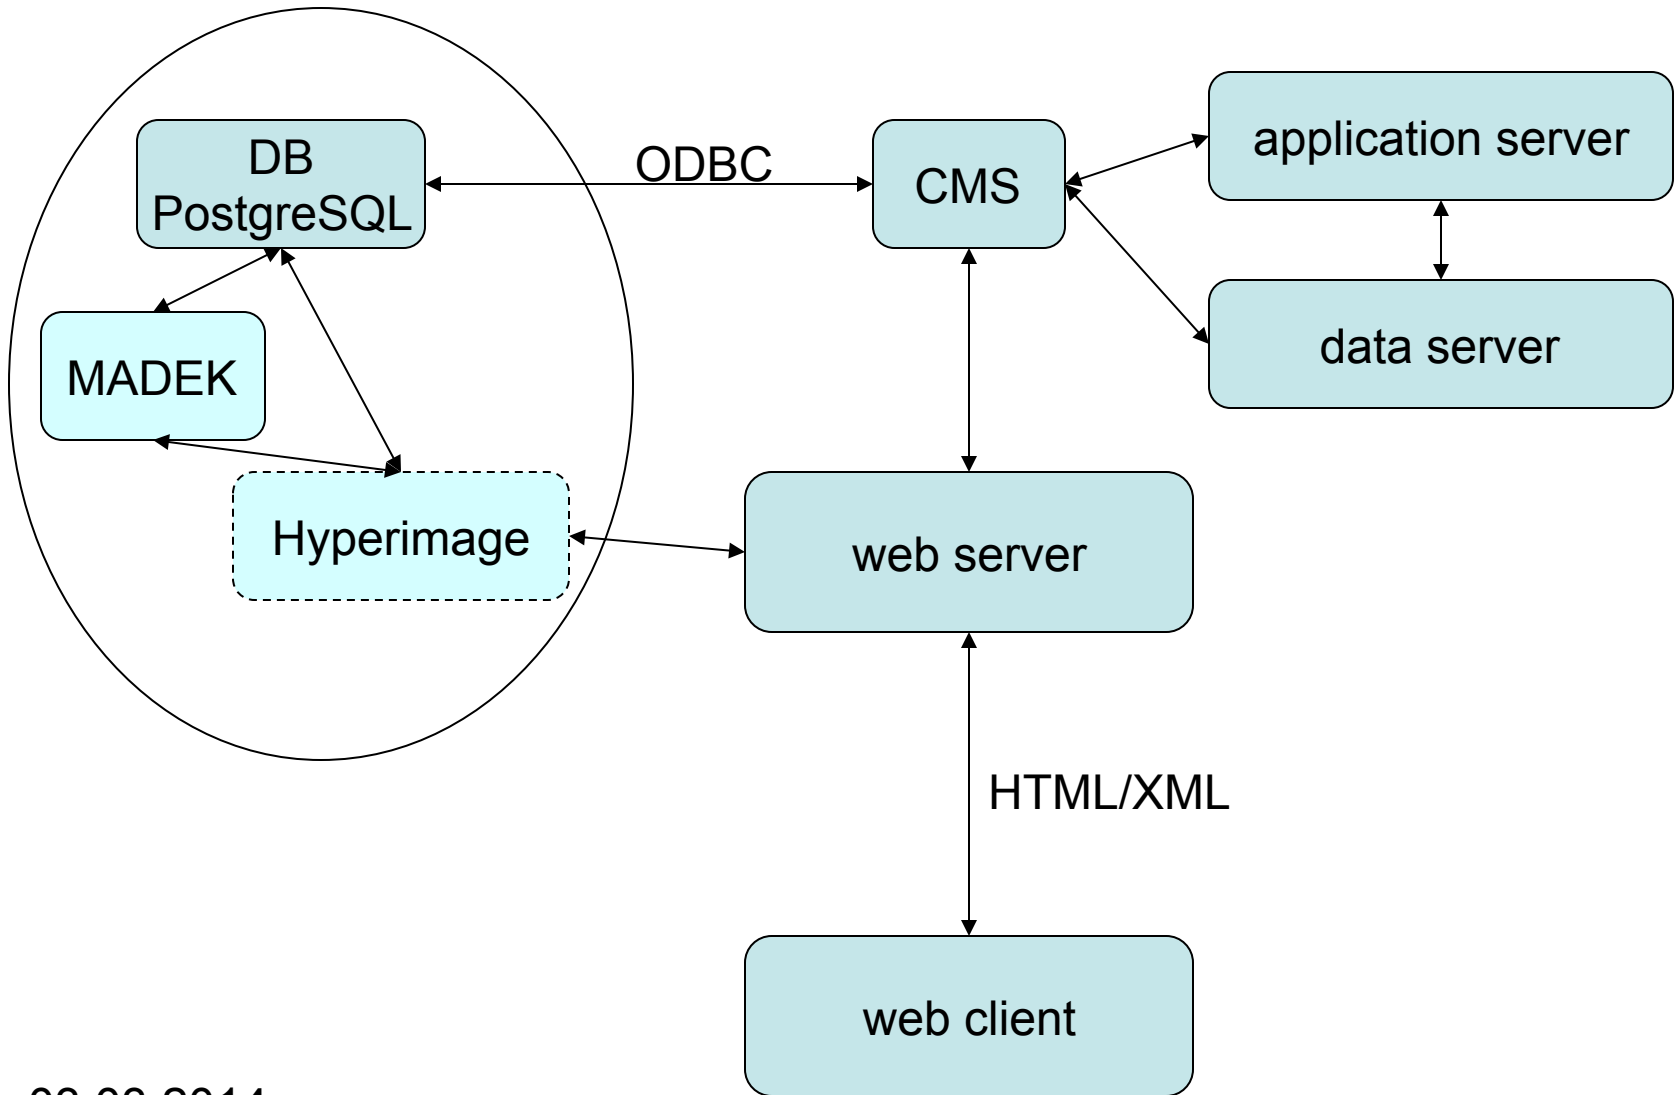 DB
PostgreSQL
ODBC
CMS
application server
data server
MADEK
Hyperimage
web server
HTML/XML
web client